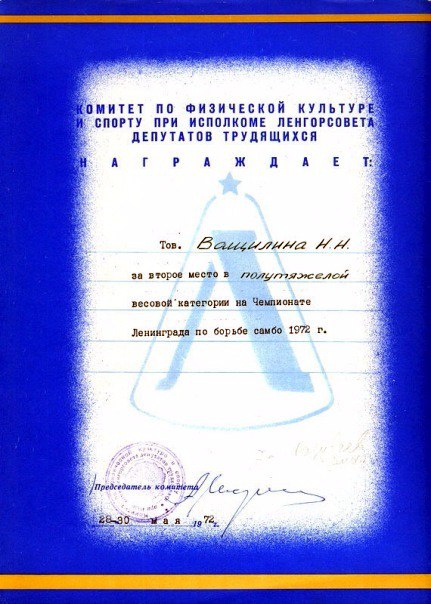 КОМИТЕТ ПО ФИЗИЧЕСКОЙ КУЛЬТУРЕ
И СПОРТУ ПРИ ИСПОЛКОМЕ ЛЕНГОРСОВЕТА
ДЕПУТАТОВ ТРУДЯЩИХСЯ
НАГРАЖДАЕТ:
Тов. Ващилина Н.Н.
за второе место в полутяжелой
весовой категории на Чемпионате
Ленинграда по борьбе самбо 1972 г.
Председатель комитета
28-30 мая 1972 г.